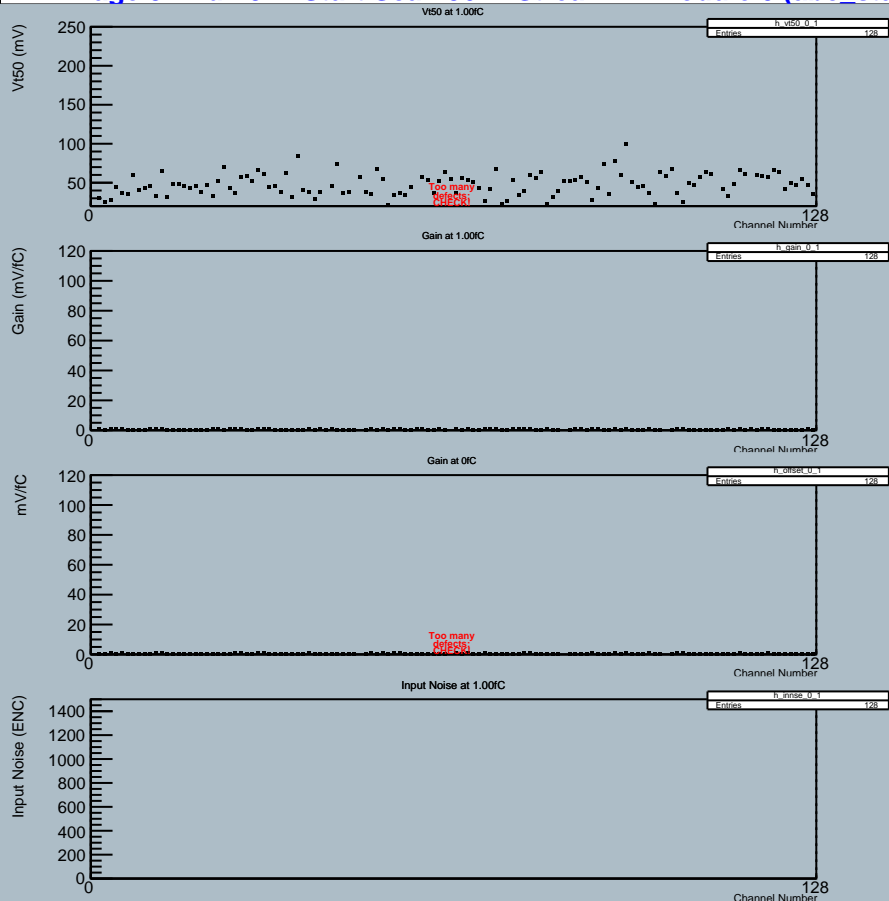 Vt50 at 1.00fC
h_vt50_0_1
Entries 128
Vt50 (mV)
250
200
150
100
50
Too many
defects:
CHECK!
0
128
Channel Number
Gain at 1.00fC
h_gain_0_1
Entries 128
Gain (mV/fC)
120
100
80
60
40
20
0
0
128
Channel Number
Gain at 0fC
h_offset_0_1
Entries 128
mV/fC
120
100
80
60
40
20
Too many
defects:
CHECK!
0
0
128
Channel Number
Input Noise at 1.00fC
h_innse_0_1
Entries 128
Input Noise (ENC)
1400
1200
1000
800
600
400
200
0
0
128
Channel Number